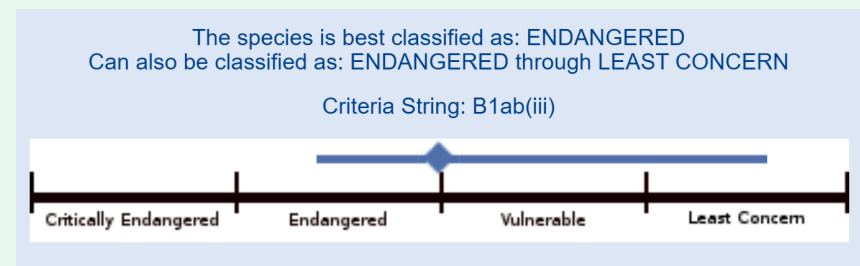 The species is best classified as: ENDANGERED
Can also be classified as: ENDANGERED through LEAST CONCERN
Criteria String: B1ab(iii)
Critically Endangered Endangered Vulnerable Least Concern